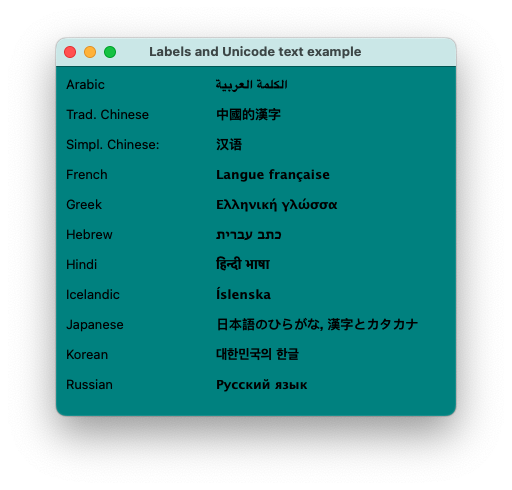 Labels and Unicode text example
Arabic الكلمة العربية
Trad. Chinese 中國的漢字
Simpl. Chinese: 汉语
French Langue française
Greek Ελληνική γλώσσα
Hebrew כתב עברית
Hindi हिन्दी भाषा
Icelandic Íslenska
Japanese 日本語のひらがな, 漢字とカタカナ
Korean 대한민국의 한글
Russian Русский язык